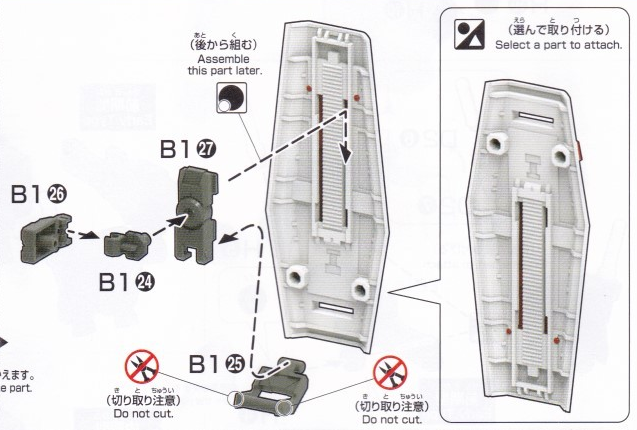 あと く
(後から組む)
Assemble
this part later.
えら と つ
(選んで取り付ける)
Select a part to attach.
B1 27
B1 26
B1 24
B1 25
えます。
e part.
き と ちゅうい
(切り取り注意)
Do not cut.
き と ちゅうい
(切り取り注意)
Do not cut.